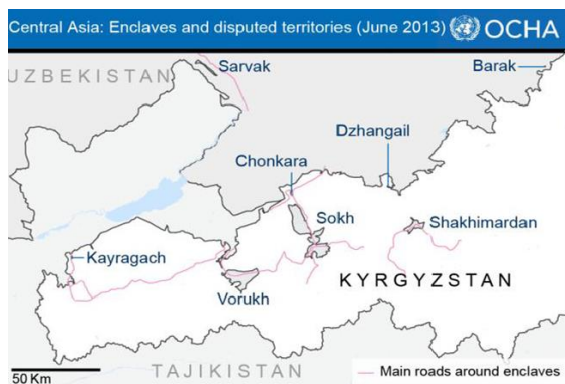 Central Asia: Enclaves and disputed territories (June 2013) OCHA
UZBEKISTAN
Sarvak
Barak
Dzhangail
Chonkara
Sokh
Shakhimardan
Kayragach
KYRGYZSTAN
Vorukh
TAJIKISTAN
50 Km
Main roads around enclaves